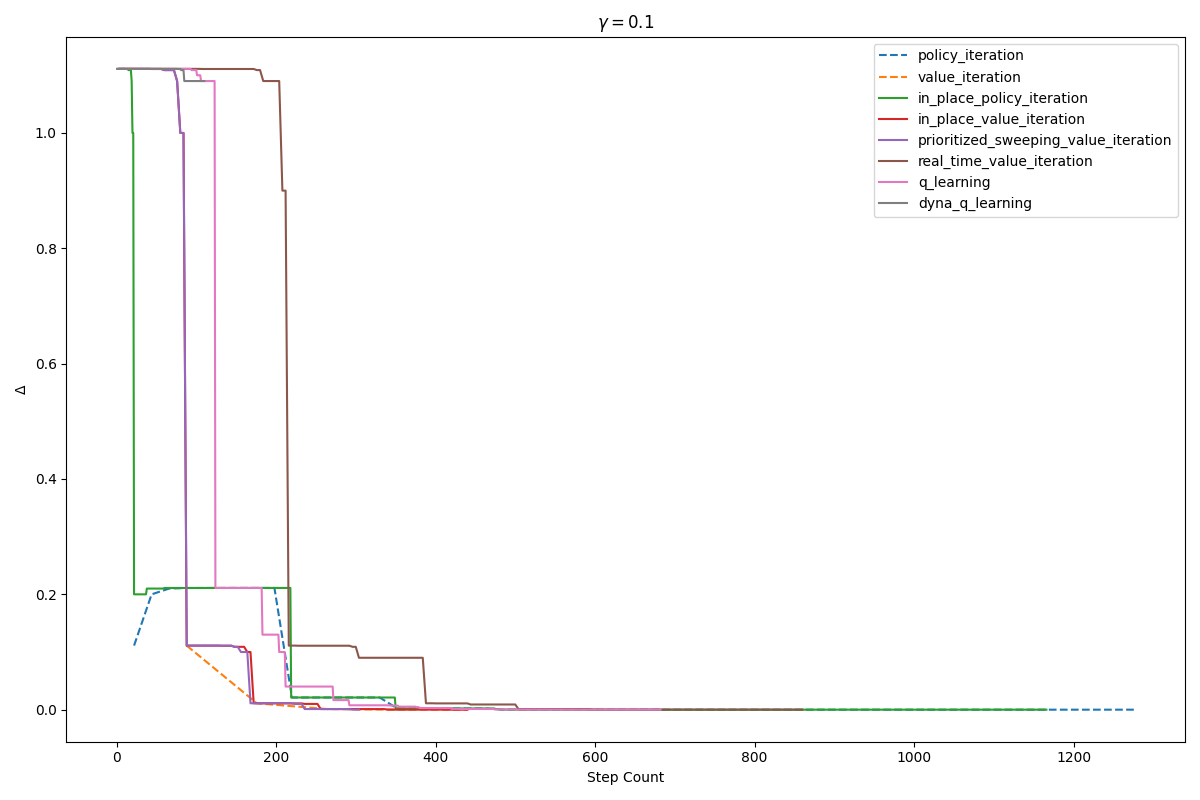 γ = 0.1
policy_iteration
value_iteration
in_place_policy_iteration
in_place_value_iteration
prioritized_sweeping_value_iteration
real_time_value_iteration
q_learning
dyna_q_learning
1.0
0.8
0.6
0.4
0.2
0.0
Δ
0 200 400 600 800 1000 1200
Step Count